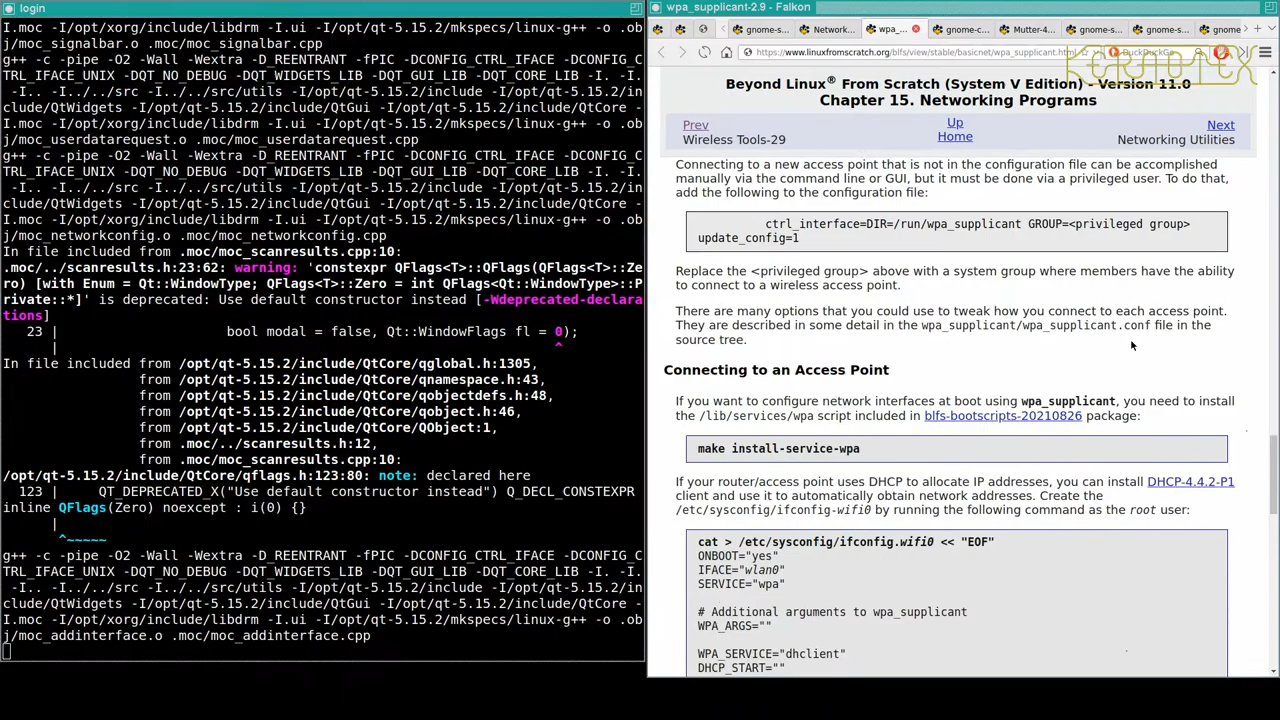 login
I.moc -I/opt/xorg/include/libdrm -I.ui -I/opt/qt-5.15.2/mkspecs/linux-g++ -o .ob
j/moc_signalbar.o .moc/moc_signalbar.cpp
g++ -c -pipe -O2 -Wall -Wextra -D_REENTRANT -fPIC -DCONFIG_CTRL_IFACE -DCONFIG_C
TRL_IFACE_UNIX -DQT_NO_DEBUG -DQT_WIDGETS_LIB -DQT_GUI_LIB -DQT_CORE_LIB -I. -I.
-I.. -I../../src -I../../src/utils -I/opt/qt-5.15.2/include -I/opt/qt-5.15.2/in
clude/QtWidgets -I/opt/qt-5.15.2/include/QtGui -I/opt/qt-5.15.2/include/QtCore -
I.moc -I/opt/xorg/include/libdrm -I.ui -I/opt/qt-5.15.2/mkspecs/linux-g++ -o .ob
j/moc_userdatarequest.o .moc/moc_userdatarequest.cpp
g++ -c -pipe -O2 -Wall -Wextra -D_REENTRANT -fPIC -DCONFIG_CTRL_IFACE -DCONFIG_C
TRL_IFACE_UNIX -DQT_NO_DEBUG -DQT_WIDGETS_LIB -DQT_GUI_LIB -DQT_CORE_LIB -I. -I.
-I.. -I../../src -I../../src/utils -I/opt/qt-5.15.2/include -I/opt/qt-5.15.2/in
clude/QtWidgets -I/opt/qt-5.15.2/include/QtGui -I/opt/qt-5.15.2/include/QtCore -
I.moc -I/opt/xorg/include/libdrm -I.ui -I/opt/qt-5.15.2/mkspecs/linux-g++ -o .ob
j/moc_networkconfig.o .moc/moc_networkconfig.cpp
In file included from .moc/moc_scanresults.cpp:10:
.moc/../scanresults.h:23:62: warning: 'constexpr QFlags<T>::QFlags(QFlags<T>::Ze
ro) [with Enum = Qt::WindowType; QFlags<T>::Zero = int QFlags<Qt::WindowType>::P
rivate::*]' is deprecated: Use default constructor instead [-Wdeprecated-declara
tions]
23 | bool modal = false, Qt::WindowFlags fl = 0);
| ^
In file included from /opt/qt-5.15.2/include/QtCore/qglobal.h:1305,
from /opt/qt-5.15.2/include/QtCore/qnamespace.h:43,
from /opt/qt-5.15.2/include/QtCore/qobjectdefs.h:48,
from /opt/qt-5.15.2/include/QtCore/qobject.h:46,
from /opt/qt-5.15.2/include/QtCore/QObject:1,
from .moc/../scanresults.h:12,
from .moc/moc_scanresults.cpp:10:
/opt/qt-5.15.2/include/QtCore/qflags.h:123:80: note: declared here
123 | QT_DEPRECATED_X("Use default constructor instead") Q_DECL_CONSTEXPR
inline QFlags(Zero) noexcept : i(0) {}
|
^~~~~~
g++ -c -pipe -O2 -Wall -Wextra -D_REENTRANT -fPIC -DCONFIG_CTRL_IFACE -DCONFIG_C
TRL_IFACE_UNIX -DQT_NO_DEBUG -DQT_WIDGETS_LIB -DQT_GUI_LIB -DQT_CORE_LIB -I. -I.
-I.. -I../../src -I../../src/utils -I/opt/qt-5.15.2/include -I/opt/qt-5.15.2/in
clude/QtWidgets -I/opt/qt-5.15.2/include/QtGui -I/opt/qt-5.15.2/include/QtCore -
I.moc -I/opt/xorg/include/libdrm -I.ui -I/opt/qt-5.15.2/mkspecs/linux-g++ -o .ob
j/moc_addinterface.o .moc/moc_addinterface.cpp
wpa_supplicant-2.9 - Falkon
gnome-s... Network... wpa_... gnome-c... Mutter-4... gnome-s... gnome-s... gnome
https://www.linuxfromscratch.org/blfs/view/stable/basicnet/wpa_supplicant.html DuckDuckGo
Beyond Linux® From Scratch (System V Edition) - Version 11.0
Chapter 15. Networking Programs
Prev Up Next
Wireless Tools-29 Home Networking Utilities
Connecting to a new access point that is not in the configuration file can be accomplished
manually via the command line or GUI, but it must be done via a privileged user. To do that,
add the following to the configuration file:
ctrl_interface=DIR=/run/wpa_supplicant GROUP=<privileged group>
update_config=1
Replace the <privileged group> above with a system group where members have the ability
to connect to a wireless access point.
There are many options that you could use to tweak how you connect to each access point.
They are described in some detail in the wpa_supplicant/wpa_supplicant.conf file in the
source tree.
Connecting to an Access Point
If you want to configure network interfaces at boot using wpa_supplicant, you need to install
the /lib/services/wpa script included in blfs-bootscripts-20210826 package:
make install-service-wpa
If your router/access point uses DHCP to allocate IP addresses, you can install DHCP-4.4.2-P1
client and use it to automatically obtain network addresses. Create the
/etc/sysconfig/ifconfig-wifi0 by running the following command as the root user:
cat > /etc/sysconfig/ifconfig.wifi0 << "EOF"
ONBOOT="yes"
IFACE="wlan0"
SERVICE="wpa"
# Additional arguments to wpa_supplicant
WPA_ARGS=""
WPA_SERVICE="dhclient"
DHCP_START=""